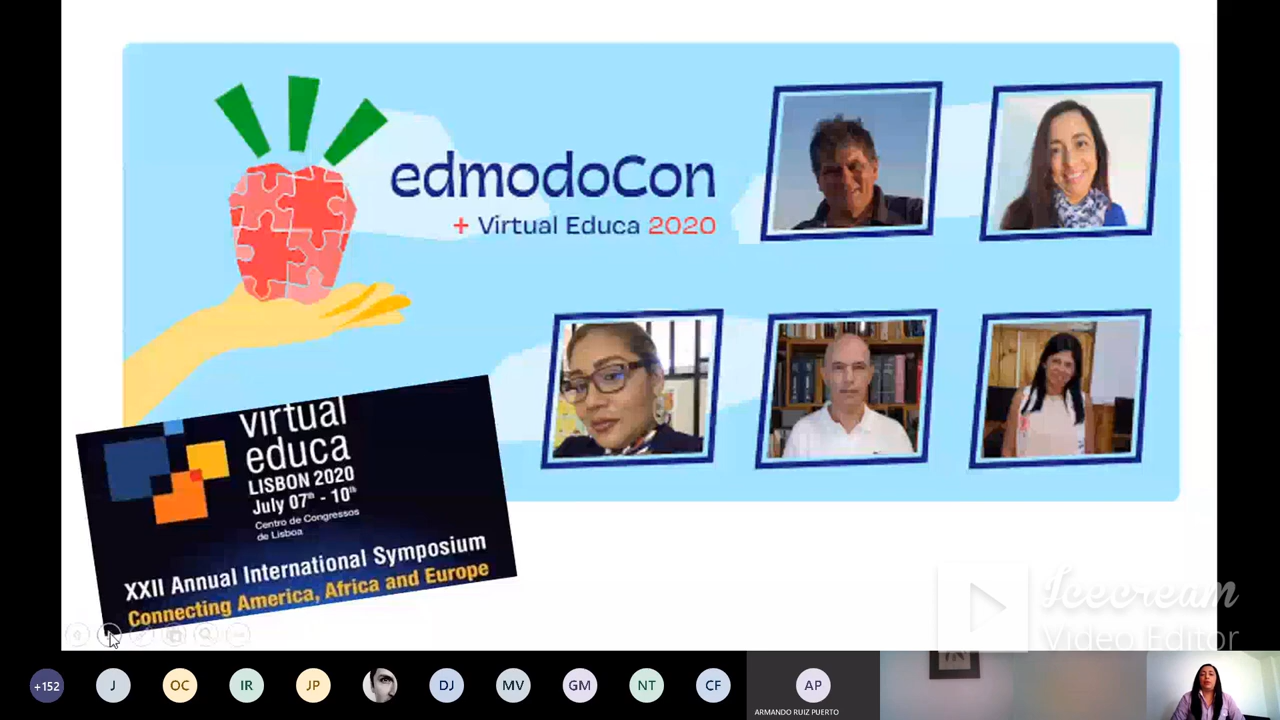 edmodoCon
+ Virtual Educa 2020
virtual
educa
LISBON 2020
July 07th - 10th
Centro de Congressos
de Lisboa
XXII Annual International Symposium
Connecting America, Africa and Europe
Icecream
Video Editor
+152
J
OC
IR
JP
DJ
MV
GM
NT
CF
AP
ARMANDO RUIZ PUERTO